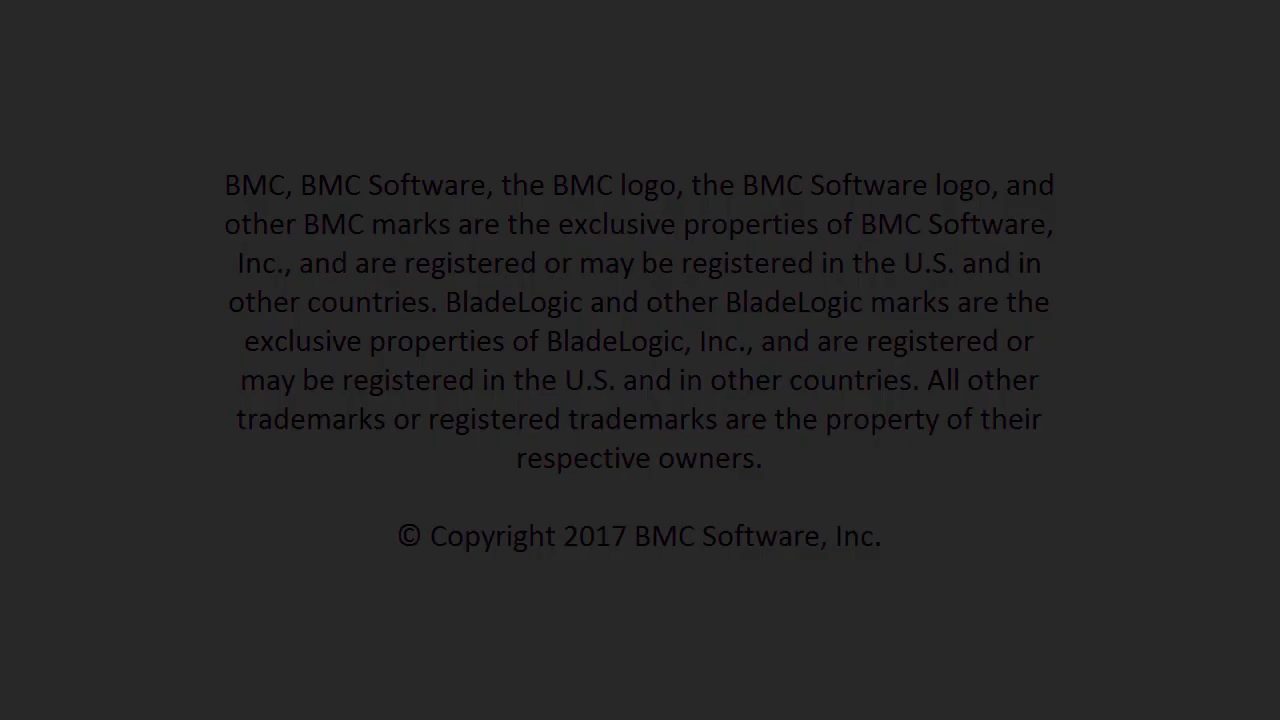 BMC, BMC Software, the BMC logo, the BMC Software logo, and
other BMC marks are the exclusive properties of BMC Software,
Inc., and are registered or may be registered in the U.S. and in
other countries. BladeLogic and other BladeLogic marks are the
exclusive properties of BladeLogic, Inc., and are registered or
may be registered in the U.S. and in other countries. All other
trademarks or registered trademarks are the property of their
respective owners.
© Copyright 2017 BMC Software, Inc.